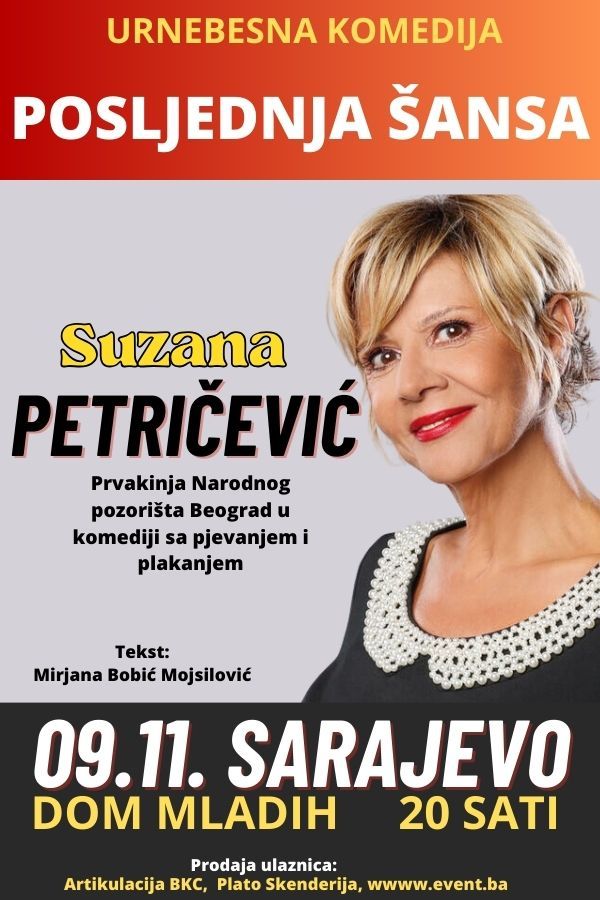 URNEBESNA KOMEDIJA
POSLJEDNJA ŠANSA
Suzana
PETRIČEVIĆ
Prvakinja Narodnog
pozorišta Beograd u
komediji sa pjevanjem i
plakanjem
Tekst:
Mirjana Bobić Mojsilović
09.11. SARAJEVO
DOM MLADIH 20 SATI
Prodaja ulaznica:
Artikulacija BKC, Plato Skenderija, wwww.event.ba